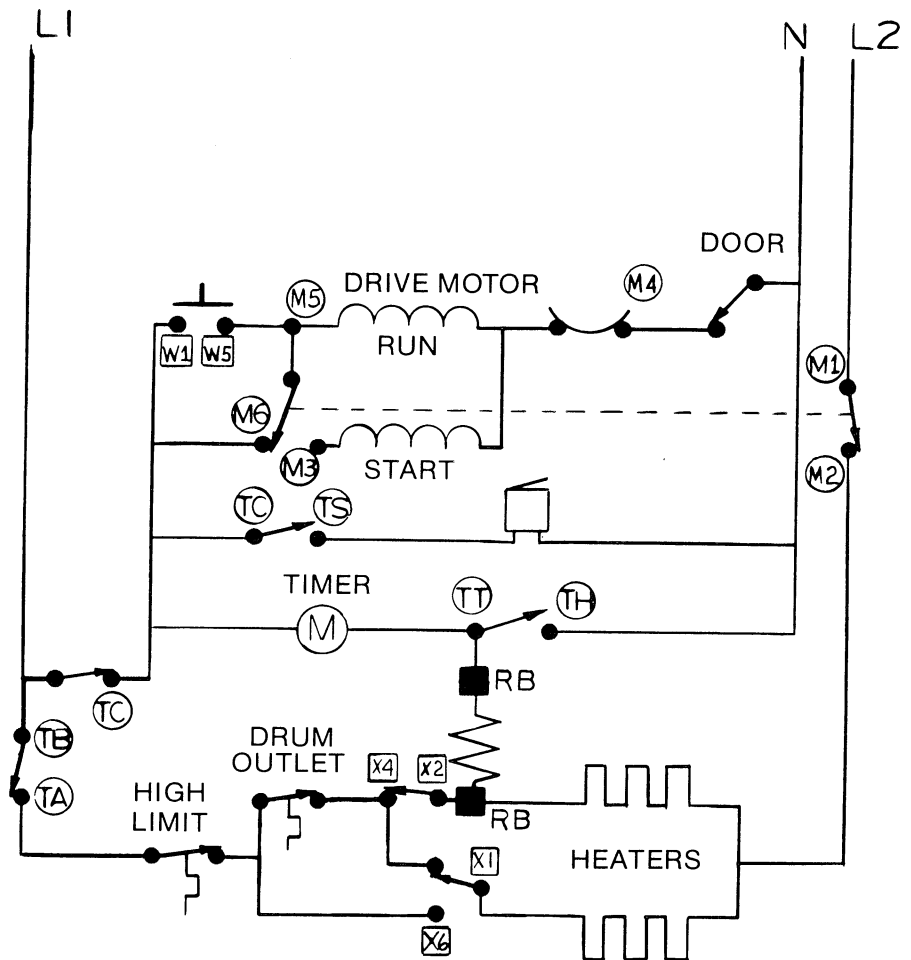 L1
N
L2
DOOR
DRIVE MOTOR
M5
M4
W1
W5
RUN
M1
M6
M3
START
M2
TC
TS
TIMER
M
TT
TH
RB
TC
TB
DRUM
OUTLET
X4
X2
TA
HIGH
LIMIT
RB
HEATERS
X1
X6